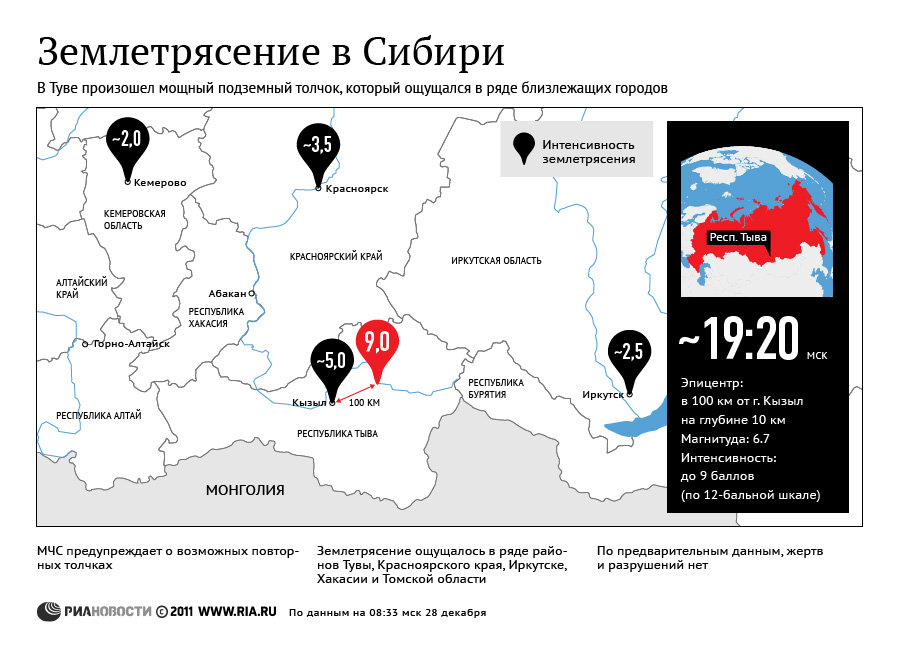 Землетрясение в Сибири
В Туве произошел мощный подземный толчок, который ощущался в ряде близлежащих городов
~2,0
Кемерово
КЕМЕРОВСКАЯ
ОБЛАСТЬ
~3,5
Красноярск
Интенсивность
землетрясения
Респ. Тыва
КРАСНОЯРСКИЙ КРАЙ
ИРКУТСКАЯ ОБЛАСТЬ
АЛТАЙСКИЙ
КРАЙ
Абакан
РЕСПУБЛИКА
ХАКАСИЯ
Горно-Алтайск
~5,0
9,0
~2,5
Кызыл
100 КМ
РЕСПУБЛИКА
БУРЯТИЯ
Иркутск
РЕСПУБЛИКА АЛТАЙ
РЕСПУБЛИКА ТЫВА
МОНГОЛИЯ
~19:20 мск
Эпицентр:
в 100 км от г. Кызыл
на глубине 10 км
Магнитуда: 6.7
Интенсивность:
до 9 баллов
(по 12-бальной шкале)
МЧС предупреждает о возможных повтор-
ных толчках
Землетрясение ощущалось в ряде райо-
нов Тувы, Красноярского края, Иркутске,
Хакасии и Томской области
По предварительным данным, жертв
и разрушений нет
РИАНОВОСТИ © 2011 WWW.RIA.RU По данным на 08:33 мск 28 декабря